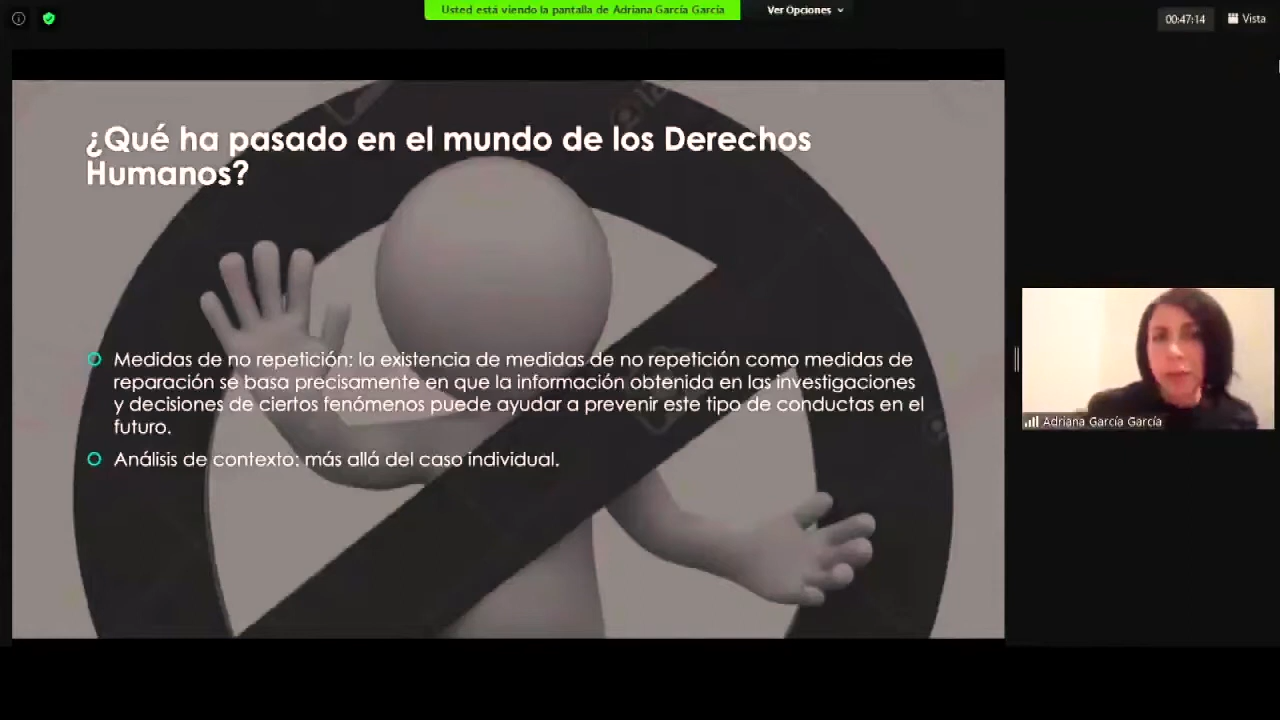 Usted está viendo la pantalla de Adriana García García
Ver Opciones
00:47:14
Vista
¿Qué ha pasado en el mundo de los Derechos
Humanos?
Medidas de no repetición: la existencia de medidas de no repetición como medidas de
reparación se basa precisamente en que la información obtenida en las investigaciones
y decisiones de ciertos fenómenos puede ayudar a prevenir este tipo de conductas en el
futuro.
Análisis de contexto: más allá del caso individual.
Adriana García García